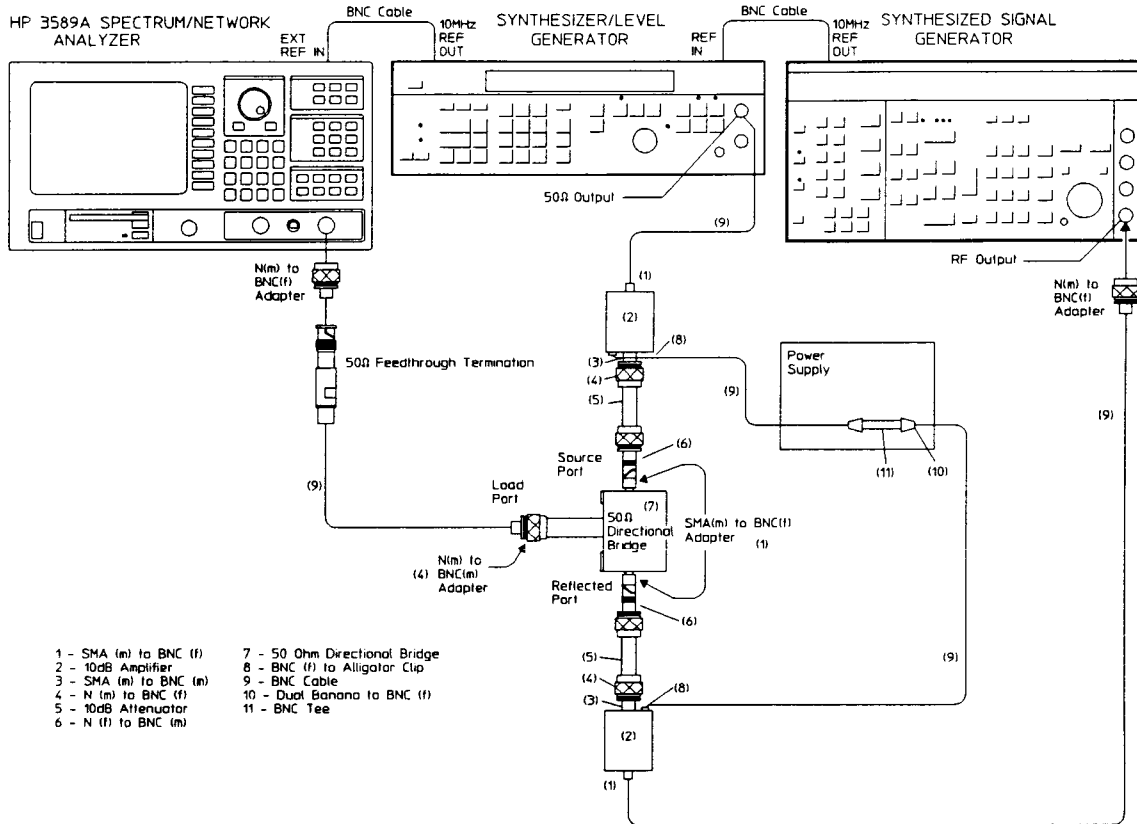 HP 3589A SPECTRUM/NETWORK
ANALYZER
EXT
REF IN
BNC Cable
10MHz
REF
OUT
SYNTHESIZER/LEVEL
GENERATOR
REF
IN
BNC Cable
10MHz
REF
OUT
SYNTHESIZED SIGNAL
GENERATOR
50Ω Output
(9)
RF Output
N(m) to
BNC(f)
Adapter
N(m) to
BNC(f)
Adapter
(1)
(2)
50Ω Feedthrough Termination
(3)
(8)
(4)
(5)
(9)
Power
Supply
(11)
(10)
(9)
(6)
Source
Port
(9)
Load
Port
(7)
50Ω
Directional
Bridge
SMA(m) to BNC(f)
Adapter
(1)
N(m) to
(4) BNC(m)
Adapter
Reflected
Port
(6)
(5)
(4)
(3)
(8)
(9)
(2)
(1)
1 - SMA (m) to BNC (f)
2 - 10dB Amplifier
3 - SMA (m) to BNC (m)
4 - N (m) to BNC (f)
5 - 10dB Attenuator
6 - N (f) to BNC (m)
7 - 50 Ohm Directional Bridge
8 - BNC (f) to Alligator Clip
9 - BNC Cable
10 - Dual Banana to BNC (f)
11 - BNC Tee